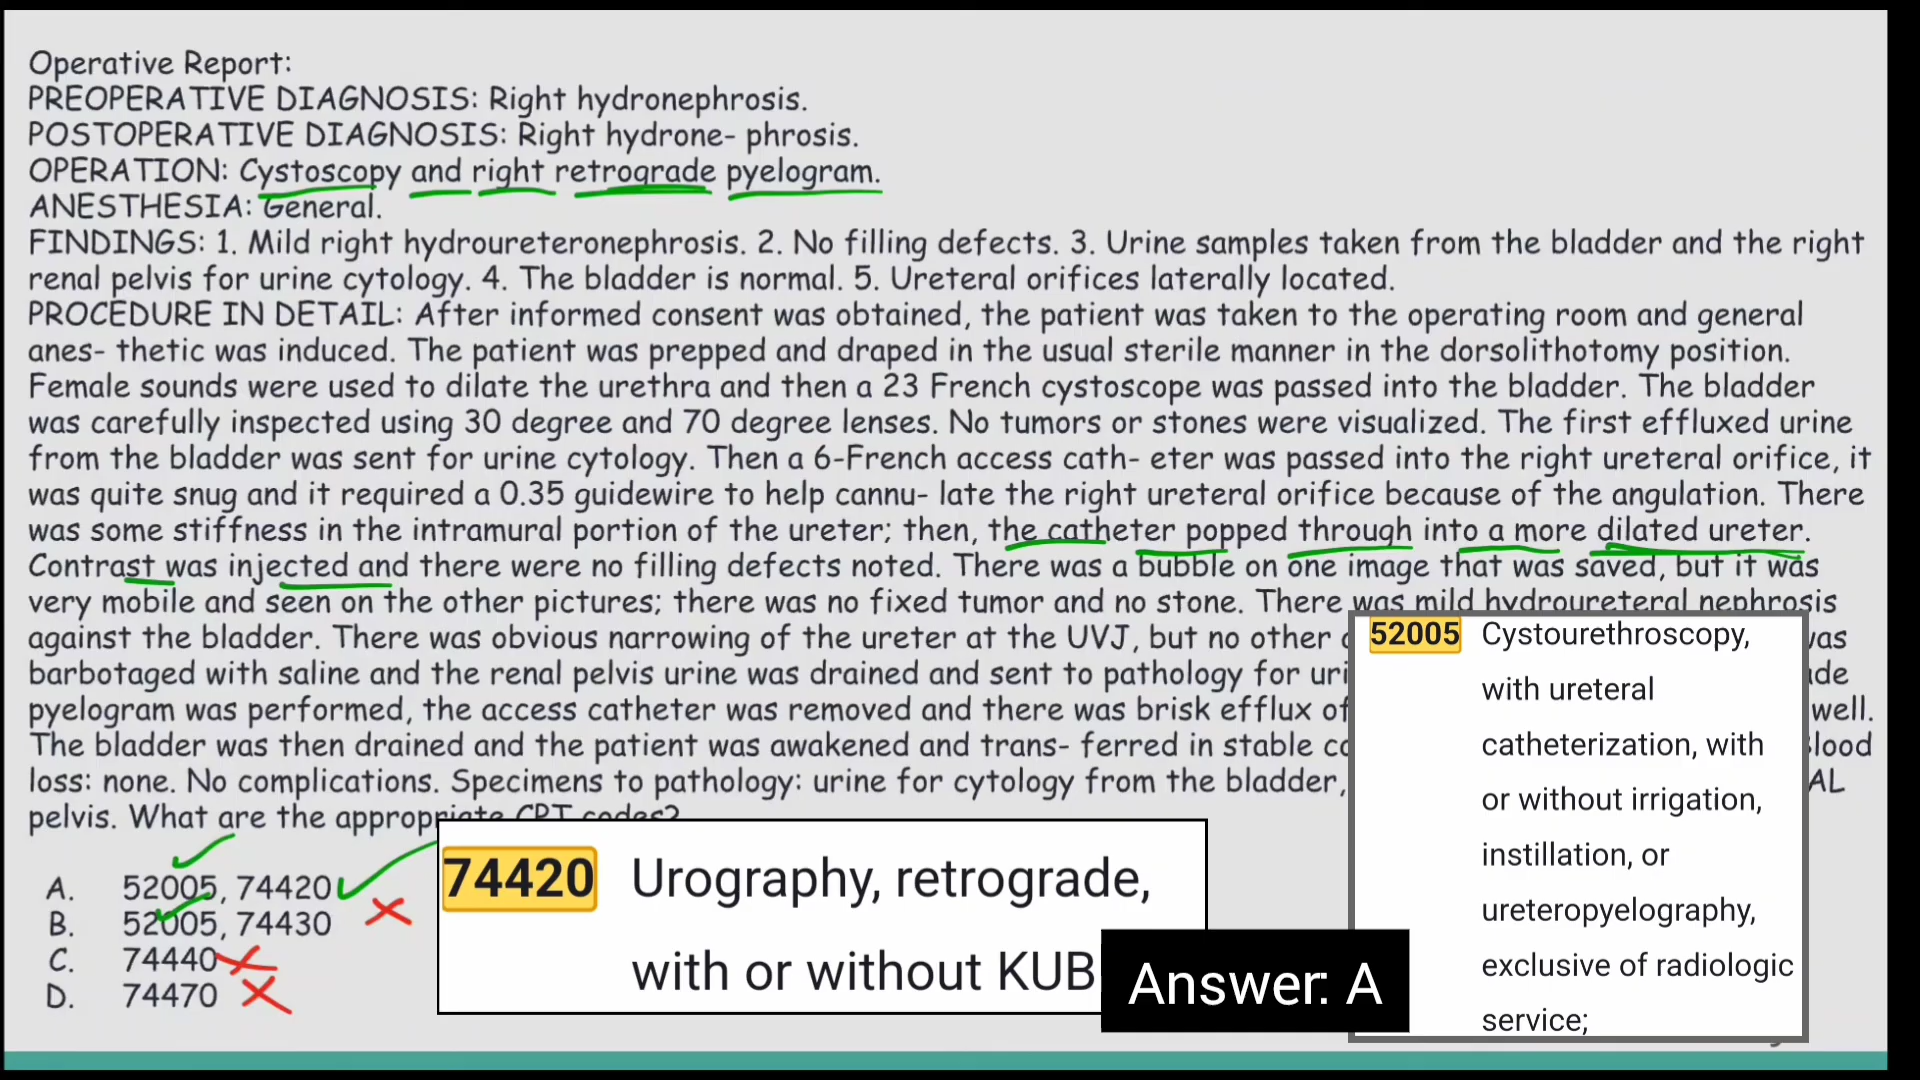 Operative Report:
PREOPERATIVE DIAGNOSIS: Right hydronephrosis.
POSTOPERATIVE DIAGNOSIS: Right hydrone- phrosis.
OPERATION: Cystoscopy and right retrograde pyelogram.
ANESTHESIA: General.
FINDINGS: 1. Mild right hydroureteronephrosis. 2. No filling defects. 3. Urine samples taken from the bladder and the right
renal pelvis for urine cytology. 4. The bladder is normal. 5. Ureteral orifices laterally located.
PROCEDURE IN DETAIL: After informed consent was obtained, the patient was taken to the operating room and general
anes- thetic was induced. The patient was prepped and draped in the usual sterile manner in the dorsolithotomy position.
Female sounds were used to dilate the urethra and then a 23 French cystoscope was passed into the bladder. The bladder
was carefully inspected using 30 degree and 70 degree lenses. No tumors or stones were visualized. The first effluxed urine
from the bladder was sent for urine cytology. Then a 6-French access cath- eter was passed into the right ureteral orifice, it
was quite snug and it required a 0.35 guidewire to help cannu- late the right ureteral orifice because of the angulation. There
was some stiffness in the intramural portion of the ureter; then, the catheter popped through into a more dilated ureter.
Contrast was injected and there were no filling defects noted. There was a bubble on one image that was saved, but it was
very mobile and seen on the other pictures; there was no fixed tumor and no stone. There was mild hydroureteral nephrosis
against the bladder. There was obvious narrowing of the ureter at the UVJ, but no other
barbotaged with saline and the renal pelvis urine was drained and sent to pathology for
pyelogram was performed, the access catheter was removed and there was brisk efflux of well.
The bladder was then drained and the patient was awakened and trans- ferred in stable
loss: none. No complications. Specimens to pathology: urine for cytology from the bladder,
pelvis. What are the appropriate CPT codes?
A. 52005, 74420
B. 52005, 74430
C. 74440
D. 74470
74420 Urography, retrograde,
with or without KUB
Answer: A
52005 Cystourethroscopy,
with ureteral
catheterization, with
or without irrigation,
instillation, or
ureteropyelography,
exclusive of radiologic
service;